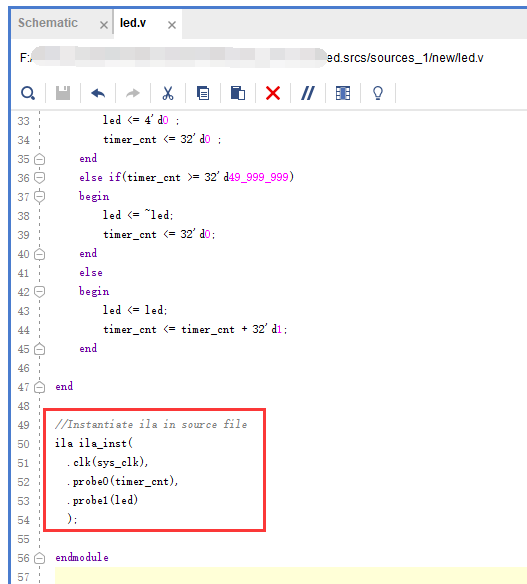 Schematic × led.v ×
F:/ ed.srcs/sources_1/new/led.v
33 led <= 4'd0 ;
34 timer_cnt <= 32'd0 ;
35 end
36 else if(timer_cnt >= 32'd49_999_999)
37 begin
38 led <= ~led;
39 timer_cnt <= 32'd0;
40 end
41 else
42 begin
43 led <= led;
44 timer_cnt <= timer_cnt + 32'd1;
45 end
46
47 end
48
49 //Instantiate ila in source file
50 ila ila_inst(
51 .clk(sys_clk),
52 .probe0(timer_cnt),
53 .probe1(led)
54 );
55
56 endmodule
57